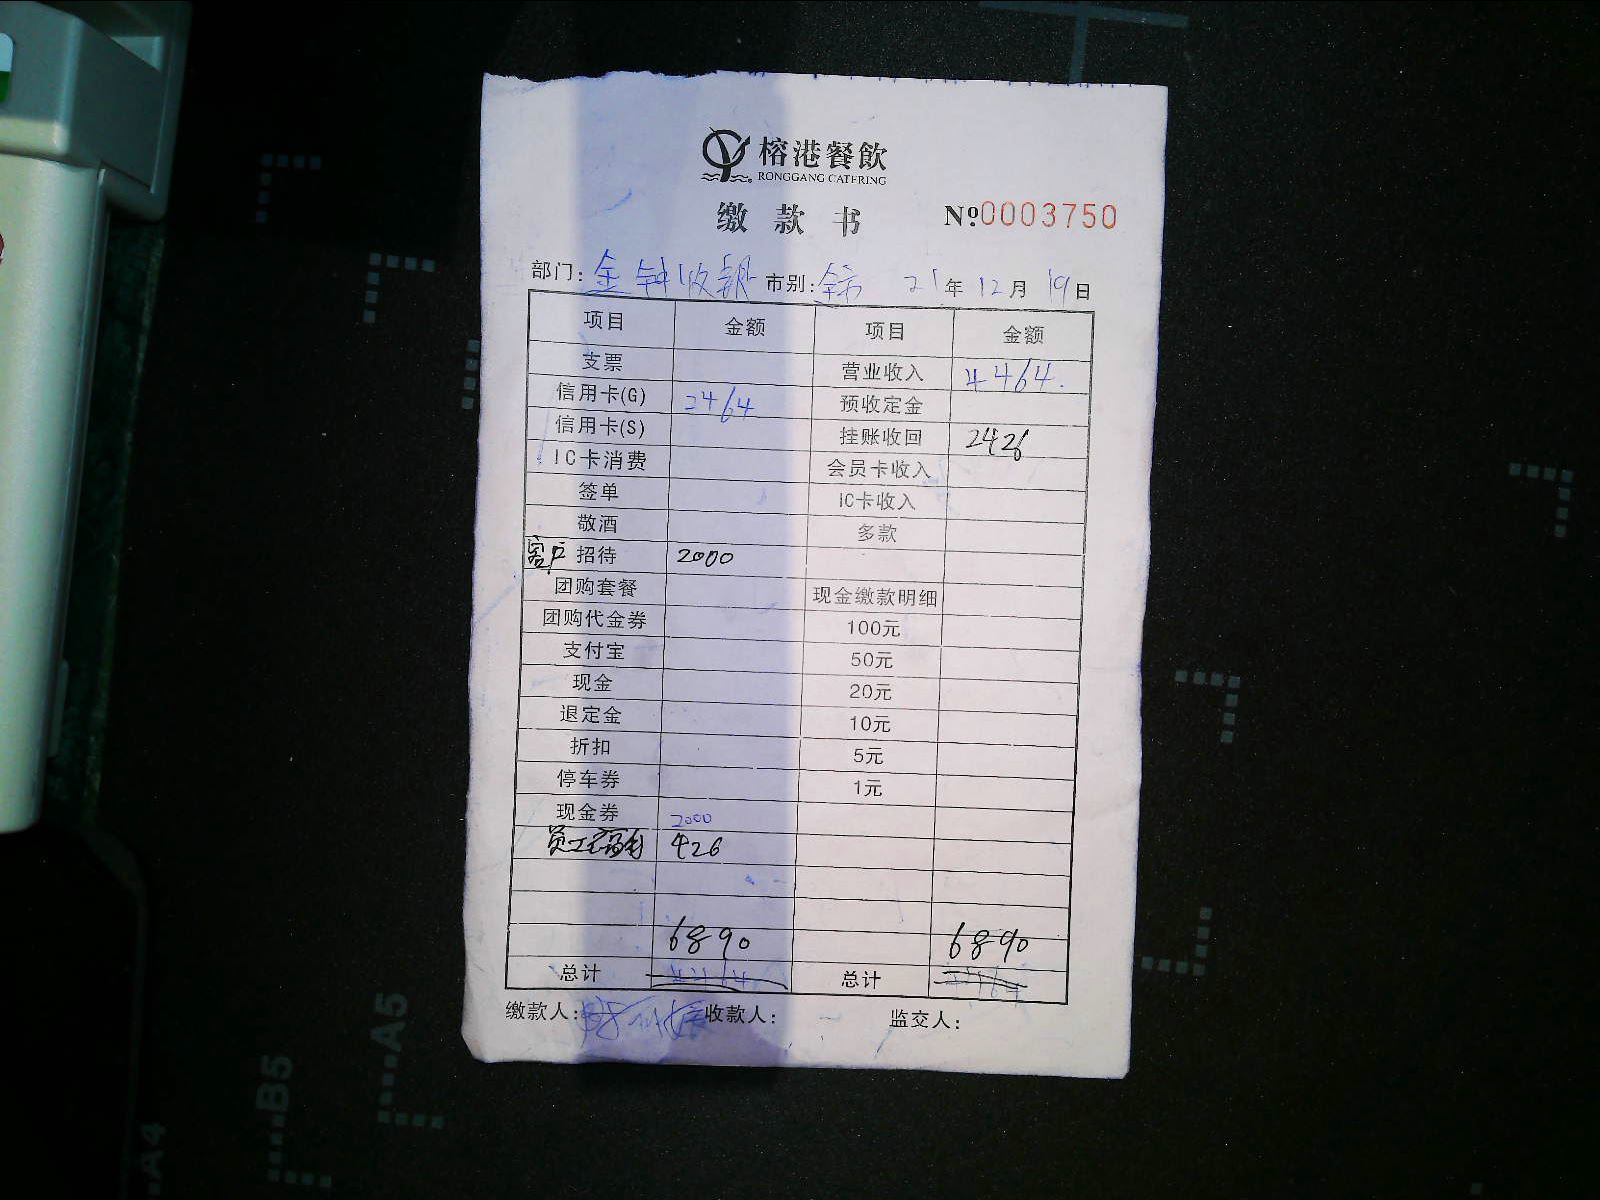 榕港餐飲
RONGGANG CATERING
缴款书 №0003750
部门: 金钟收银 市别: 全市 21年12月19日
项目 金额 项目 金额
支票 营业收入 4464.
信用卡(G) 2464 预收定金
信用卡(S) 挂账收回 2426
IC卡消费 会员卡收入
签单 IC卡收入
敬酒 多款
客户招待 2000
团购套餐 现金缴款明细
团购代金券 100元
支付宝 50元
现金 20元
退定金 10元
折扣 5元
停车券 1元
现金券 2000
员工 426
6890 6890
总计 总计
缴款人: 收款人: 监交人:
A5
B5
A4